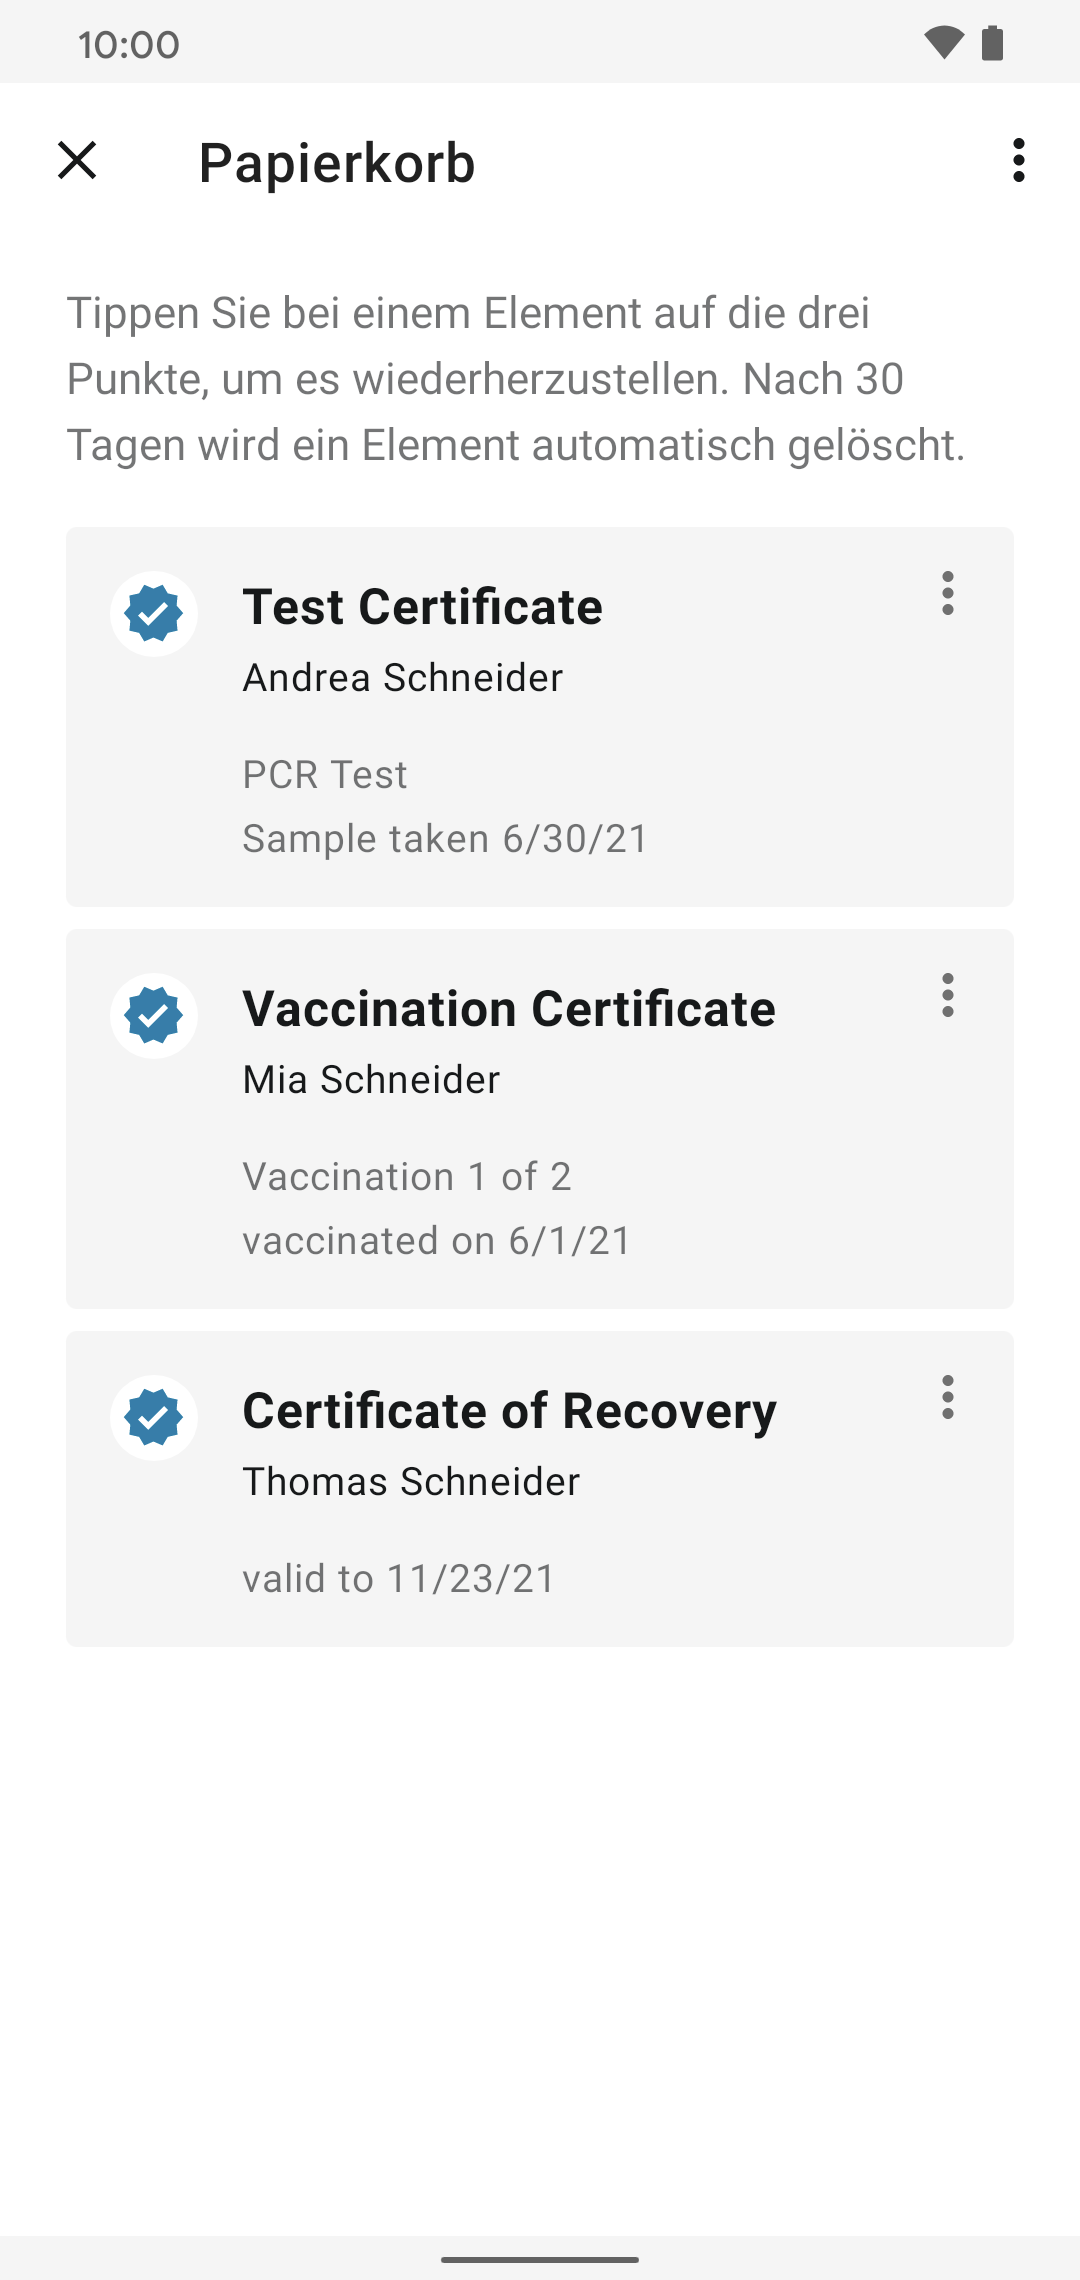 10:00
Papierkorb
Tippen Sie bei einem Element auf die drei
Punkte, um es wiederherzustellen. Nach 30
Tagen wird ein Element automatisch gelöscht.
Test Certificate
Andrea Schneider
PCR Test
Sample taken 6/30/21
Vaccination Certificate
Mia Schneider
Vaccination 1 of 2
vaccinated on 6/1/21
Certificate of Recovery
Thomas Schneider
valid to 11/23/21